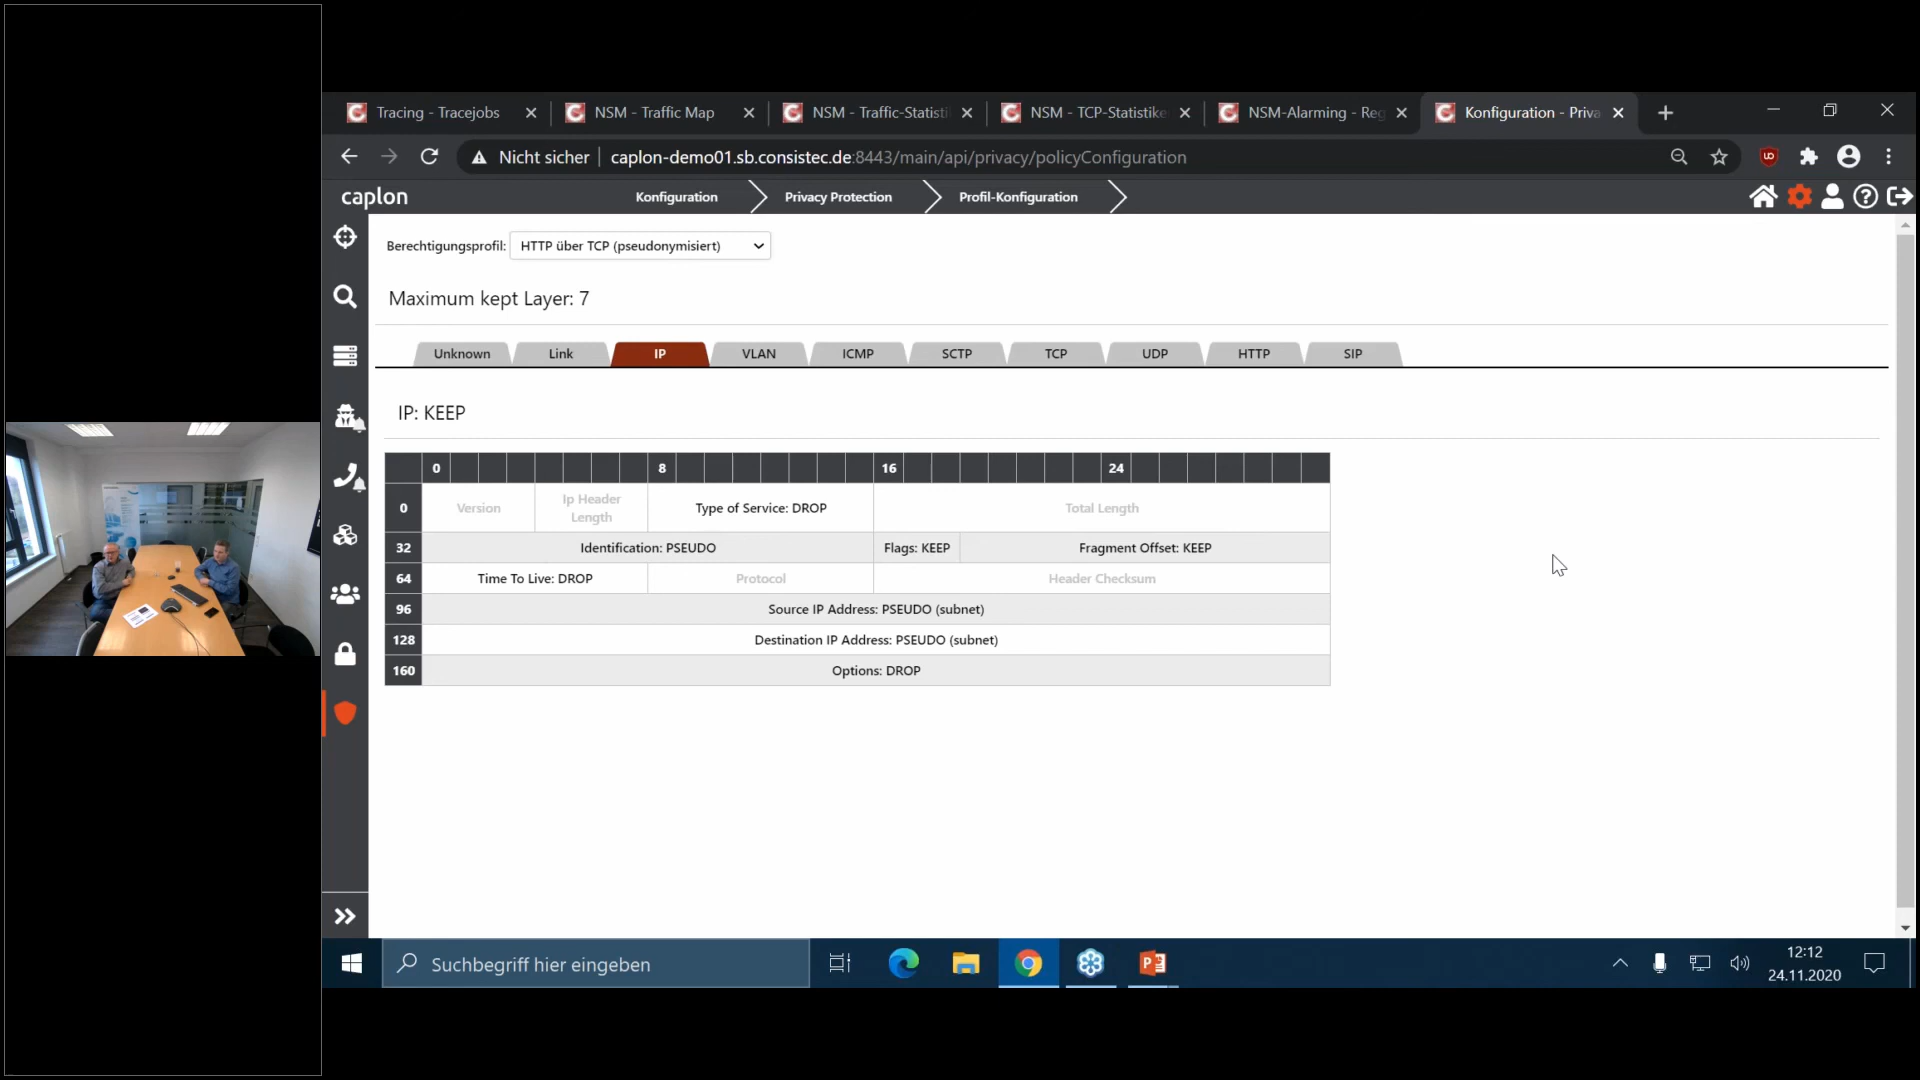 Tracing - Tracejobs
NSM - Traffic Map
NSM - Traffic-Statisti
NSM - TCP-Statistike
NSM-Alarming - Reg
Konfiguration - Priva
Nicht sicher
caplon-demo01.sb.consistec.de:8443/main/api/privacy/policyConfiguration
caplon
Konfiguration
Privacy Protection
Profil-Konfiguration
Berechtigungsprofil:
HTTP über TCP (pseudonymisiert)
Maximum kept Layer: 7
Unknown
Link
IP
VLAN
ICMP
SCTP
TCP
UDP
HTTP
SIP
IP: KEEP
0 8 16 24
0
Version
Ip Header
Length
Type of Service: DROP
Total Length
32
Identification: PSEUDO
Flags: KEEP
Fragment Offset: KEEP
64
Time To Live: DROP
Protocol
Header Checksum
96
Source IP Address: PSEUDO (subnet)
128
Destination IP Address: PSEUDO (subnet)
160
Options: DROP
Suchbegriff hier eingeben
12:12
24.11.2020